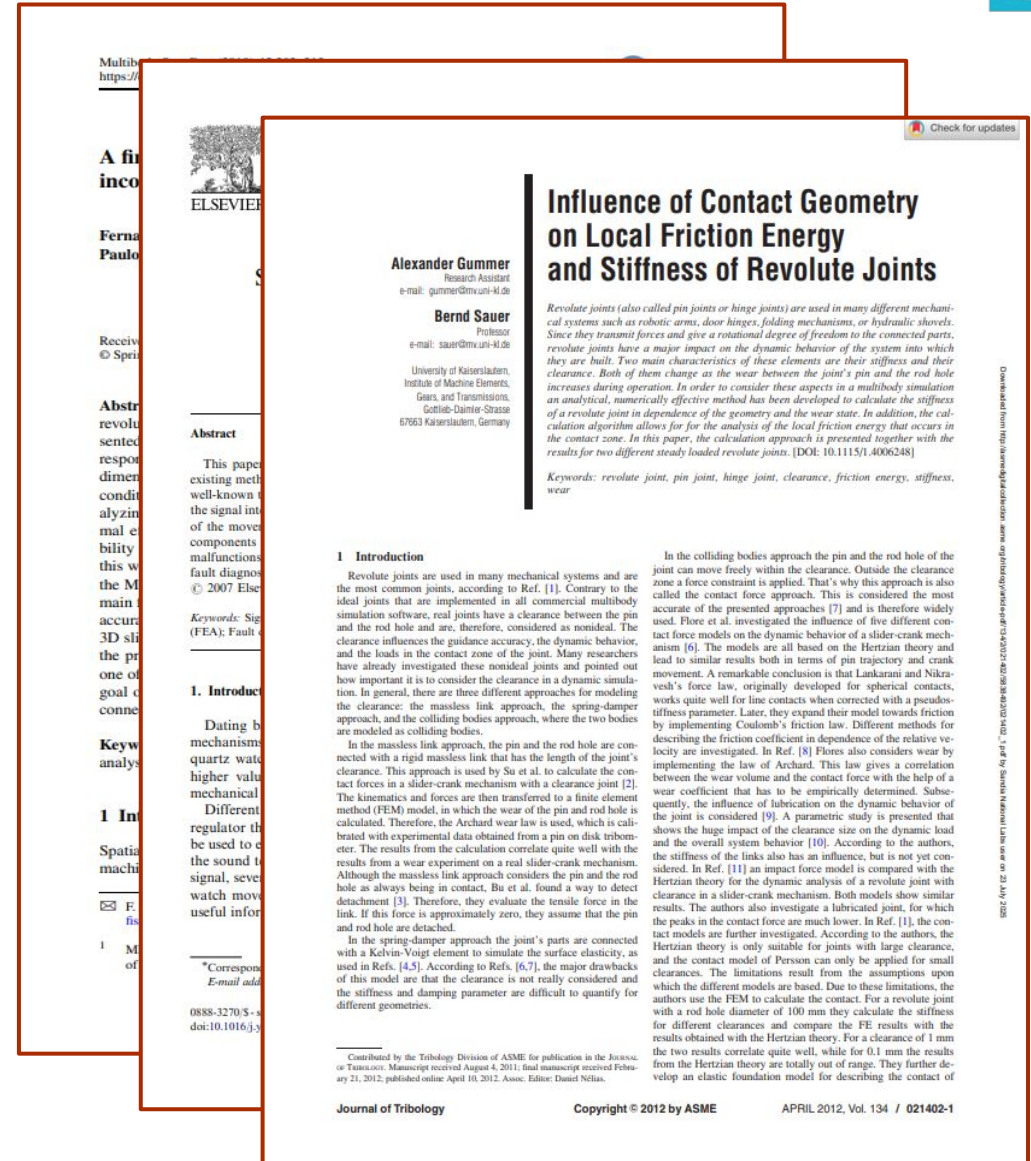 Multib
https://
A fi
inco
Ferna
Paulo
Receiv
© Spri
Abstr
revolu
sented
respon
dimen
condit
alyzin
mal e
bility
this w
the M
main
accura
3D sli
the pr
one of
goal o
conne
Keyw
analys
1 Int
Spatia
machi
F.
fis
1
M
of
ELSEVIER
S
Abstract
This paper
existing meth
well-known t
the signal inte
of the mover
components
malfunctions
fault diagnos
© 2007 Else
Keywords: Sig
(FEA); Fault
1. Introduct
Dating b
mechanisms
quartz watc
higher valu
mechanical
Different
regulator th
be used to e
the sound t
signal, seve
watch move
useful infor
*Correspond
E-mail add
0888-3270/$ - s
doi:10.1016/j.y
Check for updates
Influence of Contact Geometry
on Local Friction Energy
and Stiffness of Revolute Joints
Alexander Gummer
Research Assistant
e-mail: gummer@mv.uni-kl.de
Bernd Sauer
Professor
e-mail: sauer@mv.uni-kl.de
University of Kaiserslautern,
Institute of Machine Elements,
Gears, and Transmissions,
Gottlieb-Daimler-Strasse
67663 Kaiserslautern, Germany
Revolute joints (also called pin joints or hinge joints) are used in many different mechani-
cal systems such as robotic arms, door hinges, folding mechanisms, or hydraulic shovels.
Since they transmit forces and give a rotational degree of freedom to the connected parts,
revolute joints have a major impact on the dynamic behavior of the system into which
they are built. Two main characteristics of these elements are their stiffness and their
clearance. Both of them change as the wear between the joint's pin and the rod hole
increases during operation. In order to consider these aspects in a multibody simulation
an analytical, numerically effective method has been developed to calculate the stiffness
of a revolute joint in dependence of the geometry and the wear state. In addition, the cal-
culation algorithm allows for for the analysis of the local friction energy that occurs in
the contact zone. In this paper, the calculation approach is presented together with the
results for two different steady loaded revolute joints. [DOI: 10.1115/1.4006248]
Keywords: revolute joint, pin joint, hinge joint, clearance, friction energy, stiffness,
wear
1 Introduction
Revolute joints are used in many mechanical systems and are
the most common joints, according to Ref. [1]. Contrary to the
ideal joints that are implemented in all commercial multibody
simulation software, real joints have a clearance between the pin
and the rod hole and are, therefore, considered as nonideal. The
clearance influences the guidance accuracy, the dynamic behavior,
and the loads in the contact zone of the joint. Many researchers
have already investigated these nonideal joints and pointed out
how important it is to consider the clearance in a dynamic simula-
tion. In general, there are three different approaches for modeling
the clearance: the massless link approach, the spring-damper
approach, and the colliding bodies approach, where the two bodies
are modeled as colliding bodies.
In the massless link approach, the pin and the rod hole are con-
nected with a rigid massless link that has the length of the joint's
clearance. This approach is used by Su et al. to calculate the con-
tact forces in a slider-crank mechanism with a clearance joint [2].
The kinematics and forces are then transferred to a finite element
method (FEM) model, in which the wear of the pin and rod hole is
calculated. Therefore, the Archard wear law is used, which is cali-
brated with experimental data obtained from a pin on disk tribom-
eter. The results from the calculation correlate quite well with the
results from a wear experiment on a real slider-crank mechanism.
Although the massless link approach considers the pin and the rod
hole as always being in contact, Bu et al. found a way to detect
detachment [3]. Therefore, they evaluate the tensile force in the
link. If this force is approximately zero, they assume that the pin
and rod hole are detached.
In the spring-damper approach the joint's parts are connected
with a Kelvin-Voigt element to simulate the surface elasticity, as
used in Refs. [4,5]. According to Refs. [6,7], the major drawbacks
of this model are that the clearance is not really considered and
the stiffness and damping parameter are difficult to quantify for
different geometries.
Contributed by the Tribology Division of ASME for publication in the JOURNAL
OF TRIBOLOGY. Manuscript received August 4, 2011; final manuscript received Febru-
ary 21, 2012; published online April 10, 2012. Assoc. Editor: Daniel Nélias.
In the colliding bodies approach the pin and the rod hole of the
joint can move freely within the clearance. Outside the clearance
zone a force constraint is applied. That's why this approach is also
called the contact force approach. This is considered the most
accurate of the presented approaches [7] and is therefore widely
used. Flore et al. investigated the influence of five different con-
tact force models on the dynamic behavior of a slider-crank mech-
anism [6]. The models are all based on the Hertzian theory and
lead to similar results both in terms of pin trajectory and crank
movement. A remarkable conclusion is that Lankarani and Nikra-
vesh's force law, originally developed for spherical contacts,
works quite well for line contacts when corrected with a pseudos-
tiffness parameter. Later, they expand their model towards friction
by implementing Coulomb's friction law. Different methods for
describing the friction coefficient in dependence of the relative ve-
locity are investigated. In Ref. [8] Flores also considers wear by
implementing the law of Archard. This law gives a correlation
between the wear volume and the contact force with the help of a
wear coefficient that has to be empirically determined. Subse-
quently, the influence of lubrication on the dynamic behavior of
the joint is considered [9]. A parametric study is presented that
shows the huge impact of the clearance size on the dynamic load
and the overall system behavior [10]. According to the authors,
the stiffness of the links also has an influence, but is not yet con-
sidered. In Ref. [11] an impact force model is compared with the
Hertzian theory for the dynamic analysis of a revolute joint with
clearance in a slider-crank mechanism. Both models show similar
results. The authors also investigate a lubricated joint, for which
the peaks in the contact force are much lower. In Ref. [1], the con-
tact models are further investigated. According to the authors, the
Hertzian theory is only suitable for joints with large clearance,
and the contact model of Persson can only be applied for small
clearances. The limitations result from the assumptions upon
which the different models are based. Due to these limitations, the
authors use the FEM to calculate the contact. For a revolute joint
with a rod hole diameter of 100 mm they calculate the stiffness
for different clearances and compare the FE results with the
results obtained with the Hertzian theory. For a clearance of 1 mm
the two results correlate quite well, while for 0.1 mm the results
from the Hertzian theory are totally out of range. They further de-
velop an elastic foundation model for describing the contact of
Journal of Tribology
Copyright © 2012 by ASME
APRIL 2012, Vol. 134 / 021402-1
by Sandia National Labs user on 23 July 2025